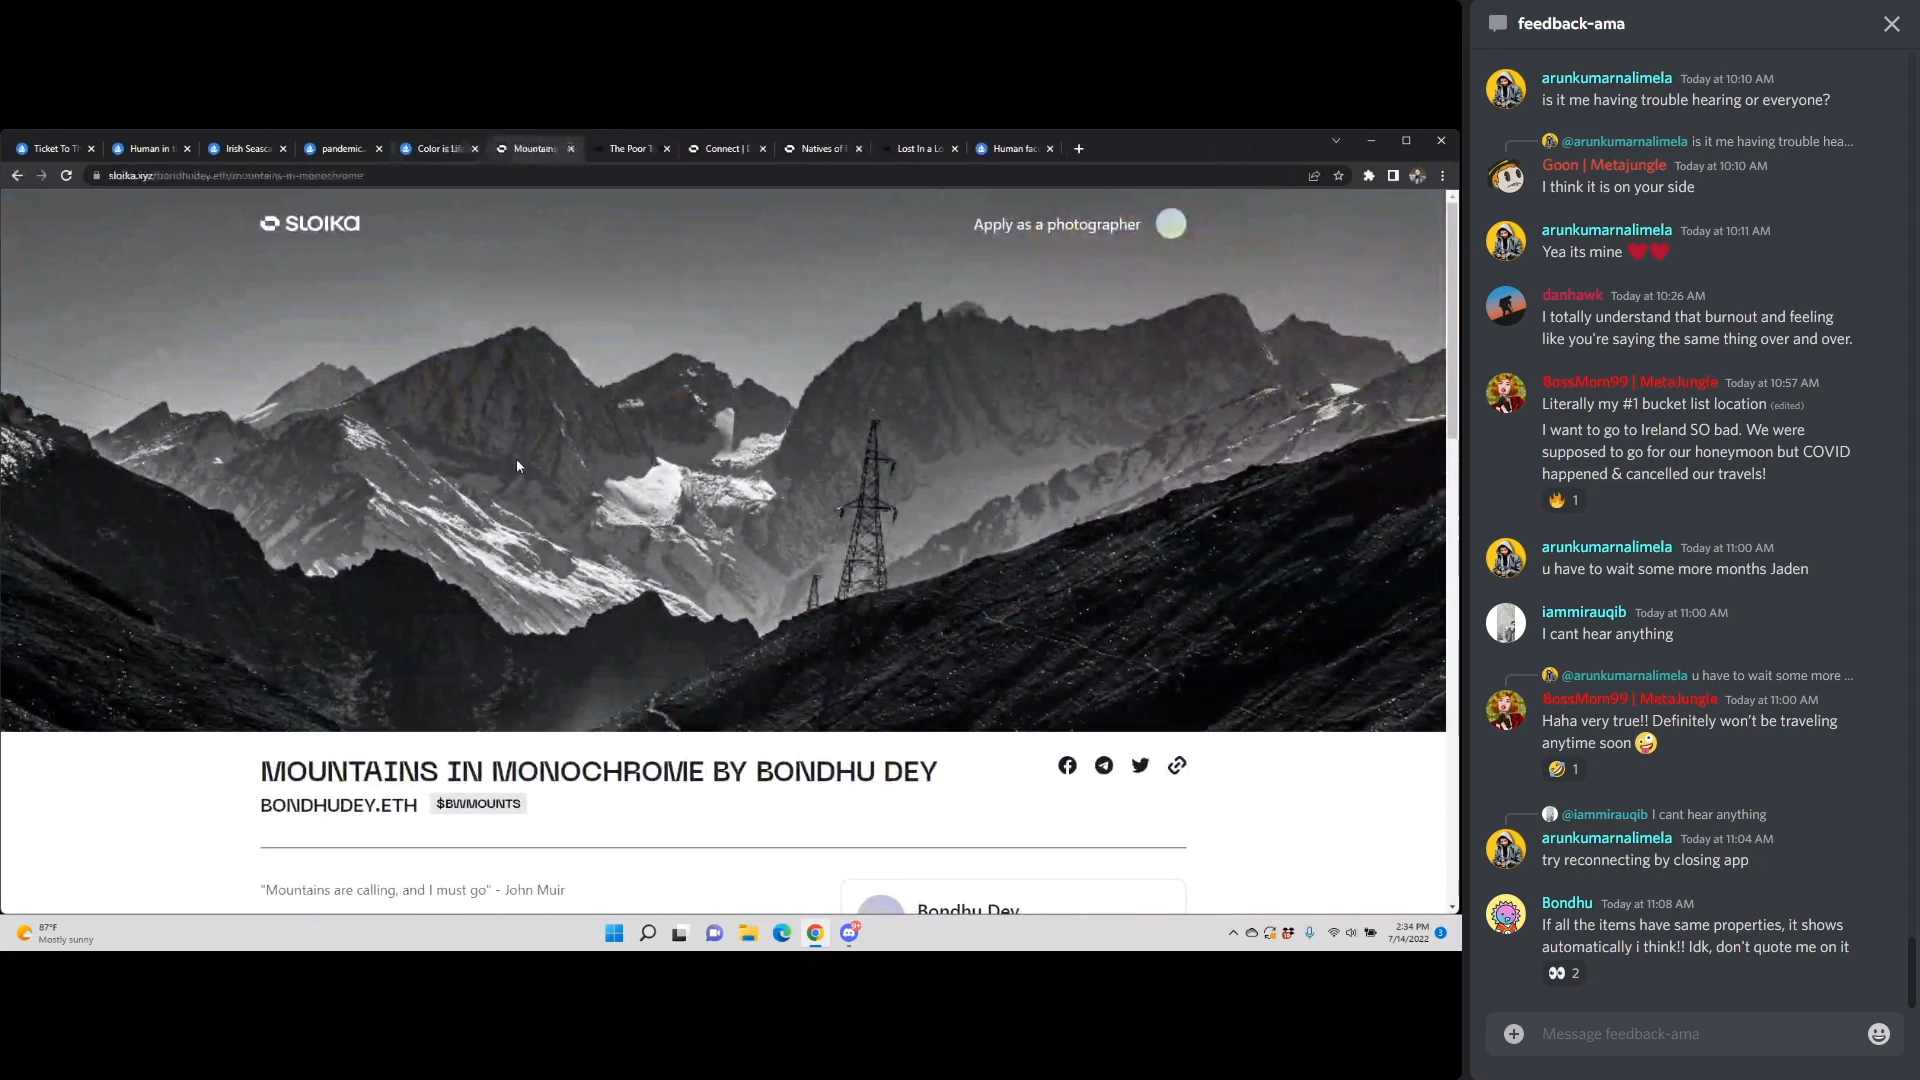 Ticket To T
Human in t
Irish Seasca
pandemic
Color is Life
Mountains
The Poor T
Connect | D
Natives of
Lost In a Lo
Human fac
sloika.xyz/bondhudey.eth/mountains-in-monochrome
SLOIKA
Apply as a photographer
MOUNTAINS IN MONOCHROME BY BONDHU DEY
BONDHUDEY.ETH $BWMOUNTS
"Mountains are calling, and I must go" - John Muir
Bondhu Dey
87°F
Mostly sunny
2:34 PM
7/14/2022
3
feedback-ama
arunkumarnalimela Today at 10:10 AM
is it me having trouble hearing or everyone?
@arunkumarnalimela is it me having trouble hea...
Goon | Metajungle Today at 10:10 AM
I think it is on your side
arunkumarnalimela Today at 10:11 AM
Yea its mine ❤️❤️
danhawk Today at 10:26 AM
I totally understand that burnout and feeling
like you're saying the same thing over and over.
BossMom99 | MetaJungle Today at 10:57 AM
Literally my #1 bucket list location (edited)
I want to go to Ireland SO bad. We were
supposed to go for our honeymoon but COVID
happened & cancelled our travels!
🔥 1
arunkumarnalimela Today at 11:00 AM
u have to wait some more months Jaden
iammirauqib Today at 11:00 AM
I cant hear anything
@arunkumarnalimela u have to wait some more ...
BossMom99 | MetaJungle Today at 11:00 AM
Haha very true!! Definitely won't be traveling
anytime soon 🤪
🤣 1
@iammirauqib I cant hear anything
arunkumarnalimela Today at 11:04 AM
try reconnecting by closing app
Bondhu Today at 11:08 AM
If all the items have same properties, it shows
automatically i think!! Idk, don't quote me on it
👀 2
Message feedback-ama